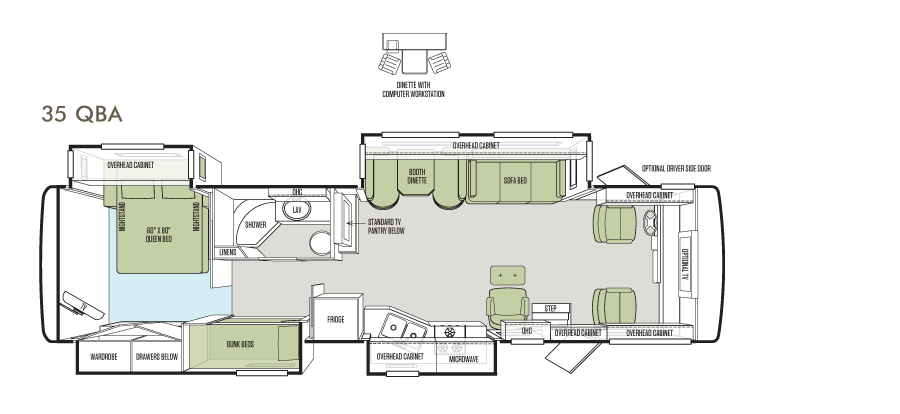 DINETTE WITH
COMPUTER WORKSTATION
35 QBA
OVERHEAD CABINET
OVERHEAD CABINET
OPTIONAL DRIVER SIDE DOOR
BOOTH
DINETTE
SOFA BED
OVERHEAD CABINET
OHC
LAV
SHOWER
STANDARD TV
PANTRY BELOW
NIGHTSTAND
60" X 80"
QUEEN BED
NIGHTSTAND
LINENS
OPTIONAL TV
TV
STEP
FRIDGE
OHC
OVERHEAD CABINET
OVERHEAD CABINET
WARDROBE
DRAWERS BELOW
BUNK BEDS
OVERHEAD CABINET
MICROWAVE